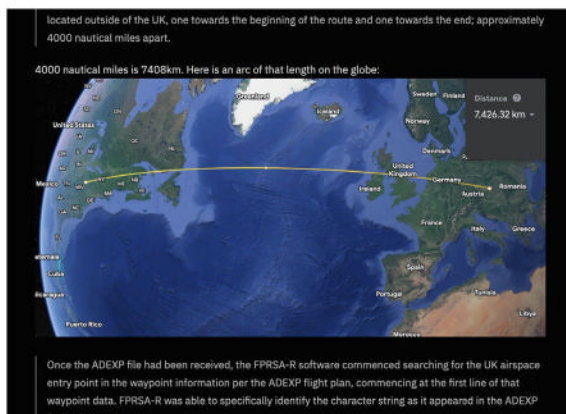 located outside of the UK, one towards the beginning of the route and one towards the end; approximately
4000 nautical miles apart.
4000 nautical miles is 7408km. Here is an arc of that length on the globe:
Greenland
Iceland
Sweden
Finland
Norway
Distance
7,426.32 km
United States
Denmark
United
Kingdom
Ireland
Germany
Austria
Romania
Mexico
France
Italy
Greece
Spain
Portugal
Tunisia
Cuba
Libya
Puerto Rico
Morocco
Once the ADEXP file had been received, the FPRSA-R software commenced searching for the UK airspace
entry point in the waypoint information per the ADEXP flight plan, commencing at the first line of that
waypoint data. FPRSA-R was able to specifically identify the character string as it appeared in the ADEXP